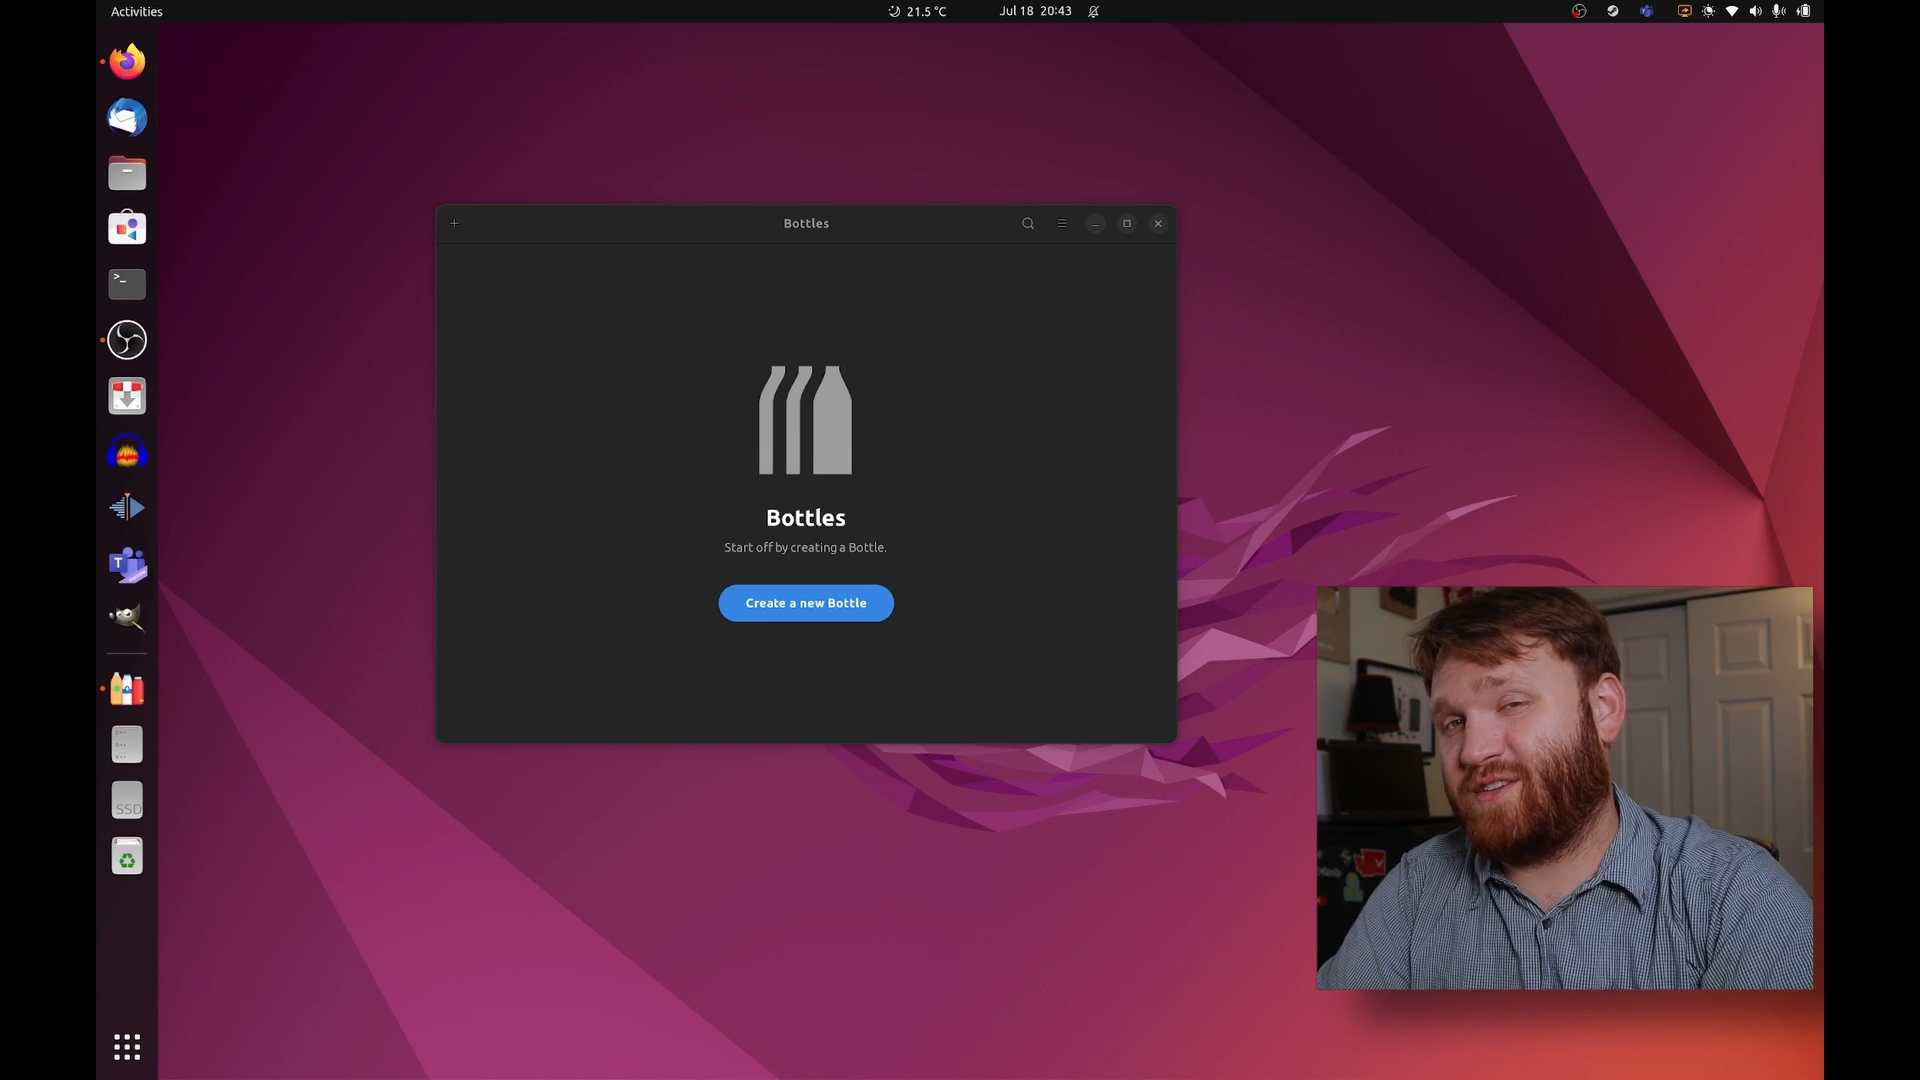 Activities
21.5 °C
Jul 18 20:43
Bottles
Bottles
Start off by creating a Bottle.
Create a new Bottle
>_
T
SSD